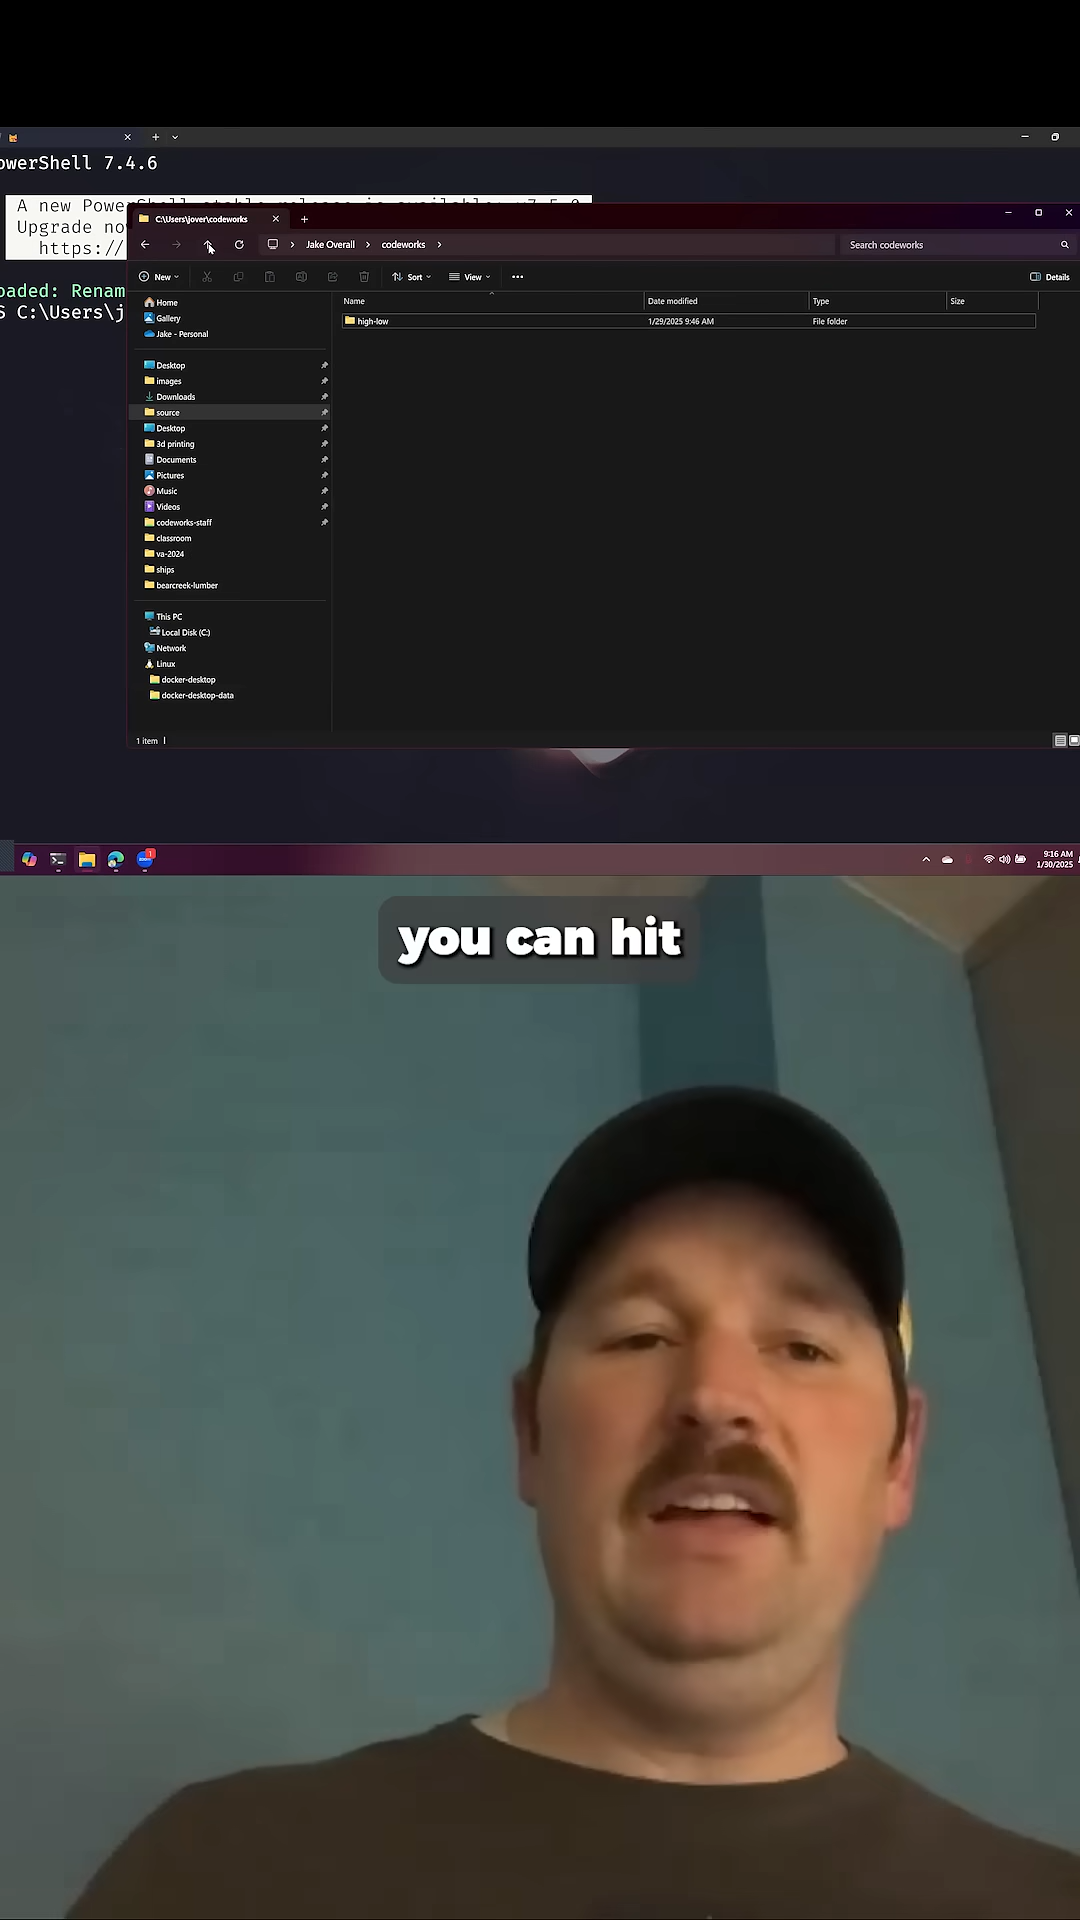 owerShell 7.4.6
A new Power
Upgrade no
https://
oaded: Renam
S C:\Users\j
C:\Users\jover\codeworks
Jake Overall
codeworks
Search codeworks
New
Sort
View
Details
Name
Date modified
Type
Size
high-low
1/29/2025 9:46 AM
File folder
Home
Gallery
Jake - Personal
Desktop
images
Downloads
source
Desktop
3d printing
Documents
Pictures
Music
Videos
codeworks-staff
classroom
va-2024
ships
bearcreek-lumber
This PC
Local Disk (C:)
Network
Linux
docker-desktop
docker-desktop-data
1 item
zoom
1
9:16 AM
1/30/2025
you can hit